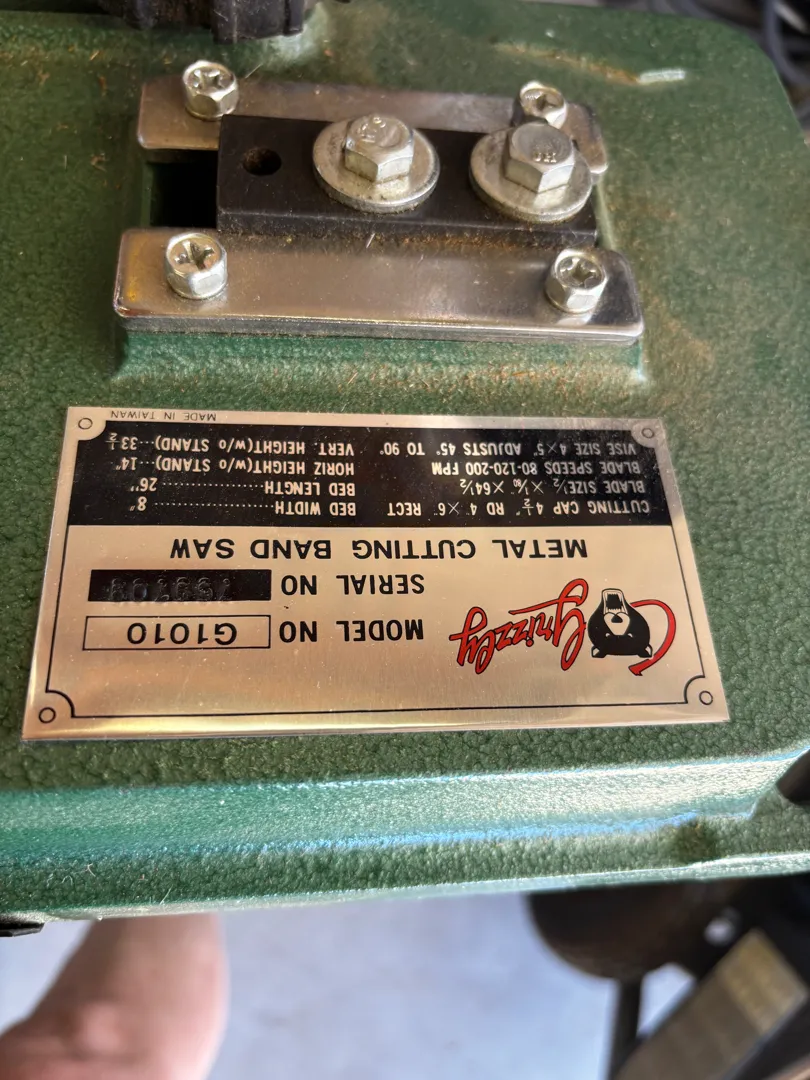 Grizzly
MODEL NO G1010
SERIAL NO
METAL CUTTING BAND SAW
CUTTING CAP 4½" RD 4"×6" RECT
BLADE SIZE ½"×1/40"×64½
BLADE SPEEDS 80-120-200 FPM
VISE SIZE 4×5" ADJUSTS 45° TO 90°
BED WIDTH........................8"
BED LENGTH..................26"
HORIZ HEIGHT(W/o STAND)...14"
VERT. HEIGHT(W/o STAND)...33½
MADE IN TAIWAN